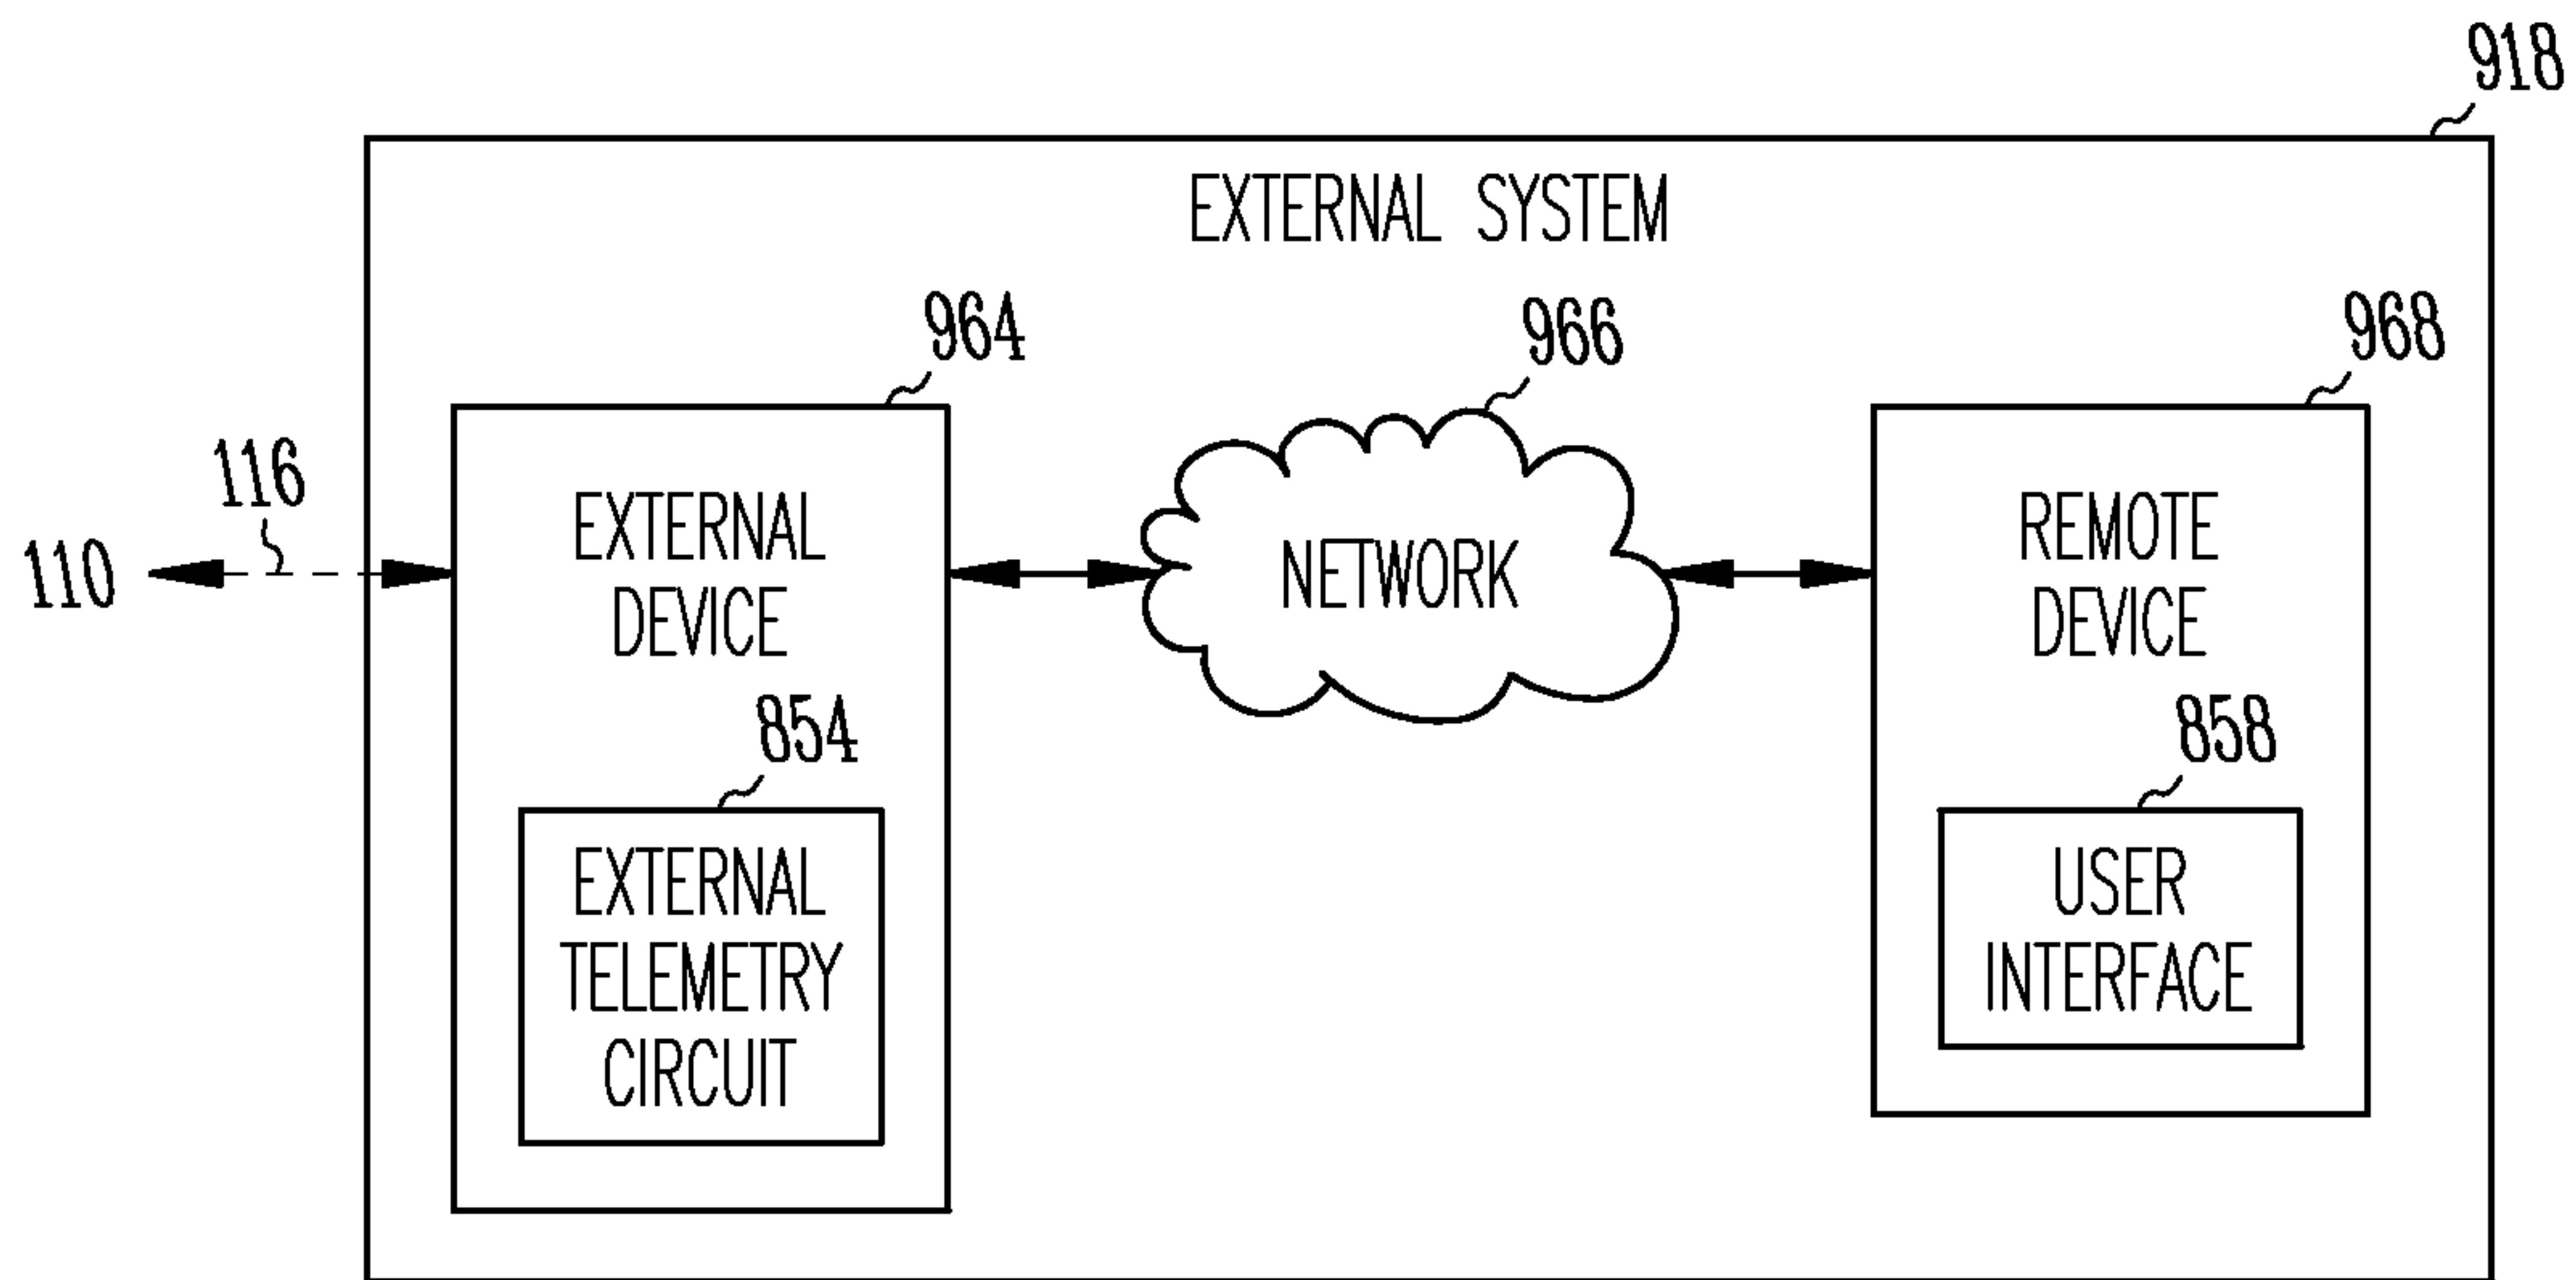 918
EXTERNAL SYSTEM
964
966
968
116
110
EXTERNAL
DEVICE
NETWORK
REMOTE
DEVICE
854
858
EXTERNAL
TELEMETRY
CIRCUIT
USER
INTERFACE